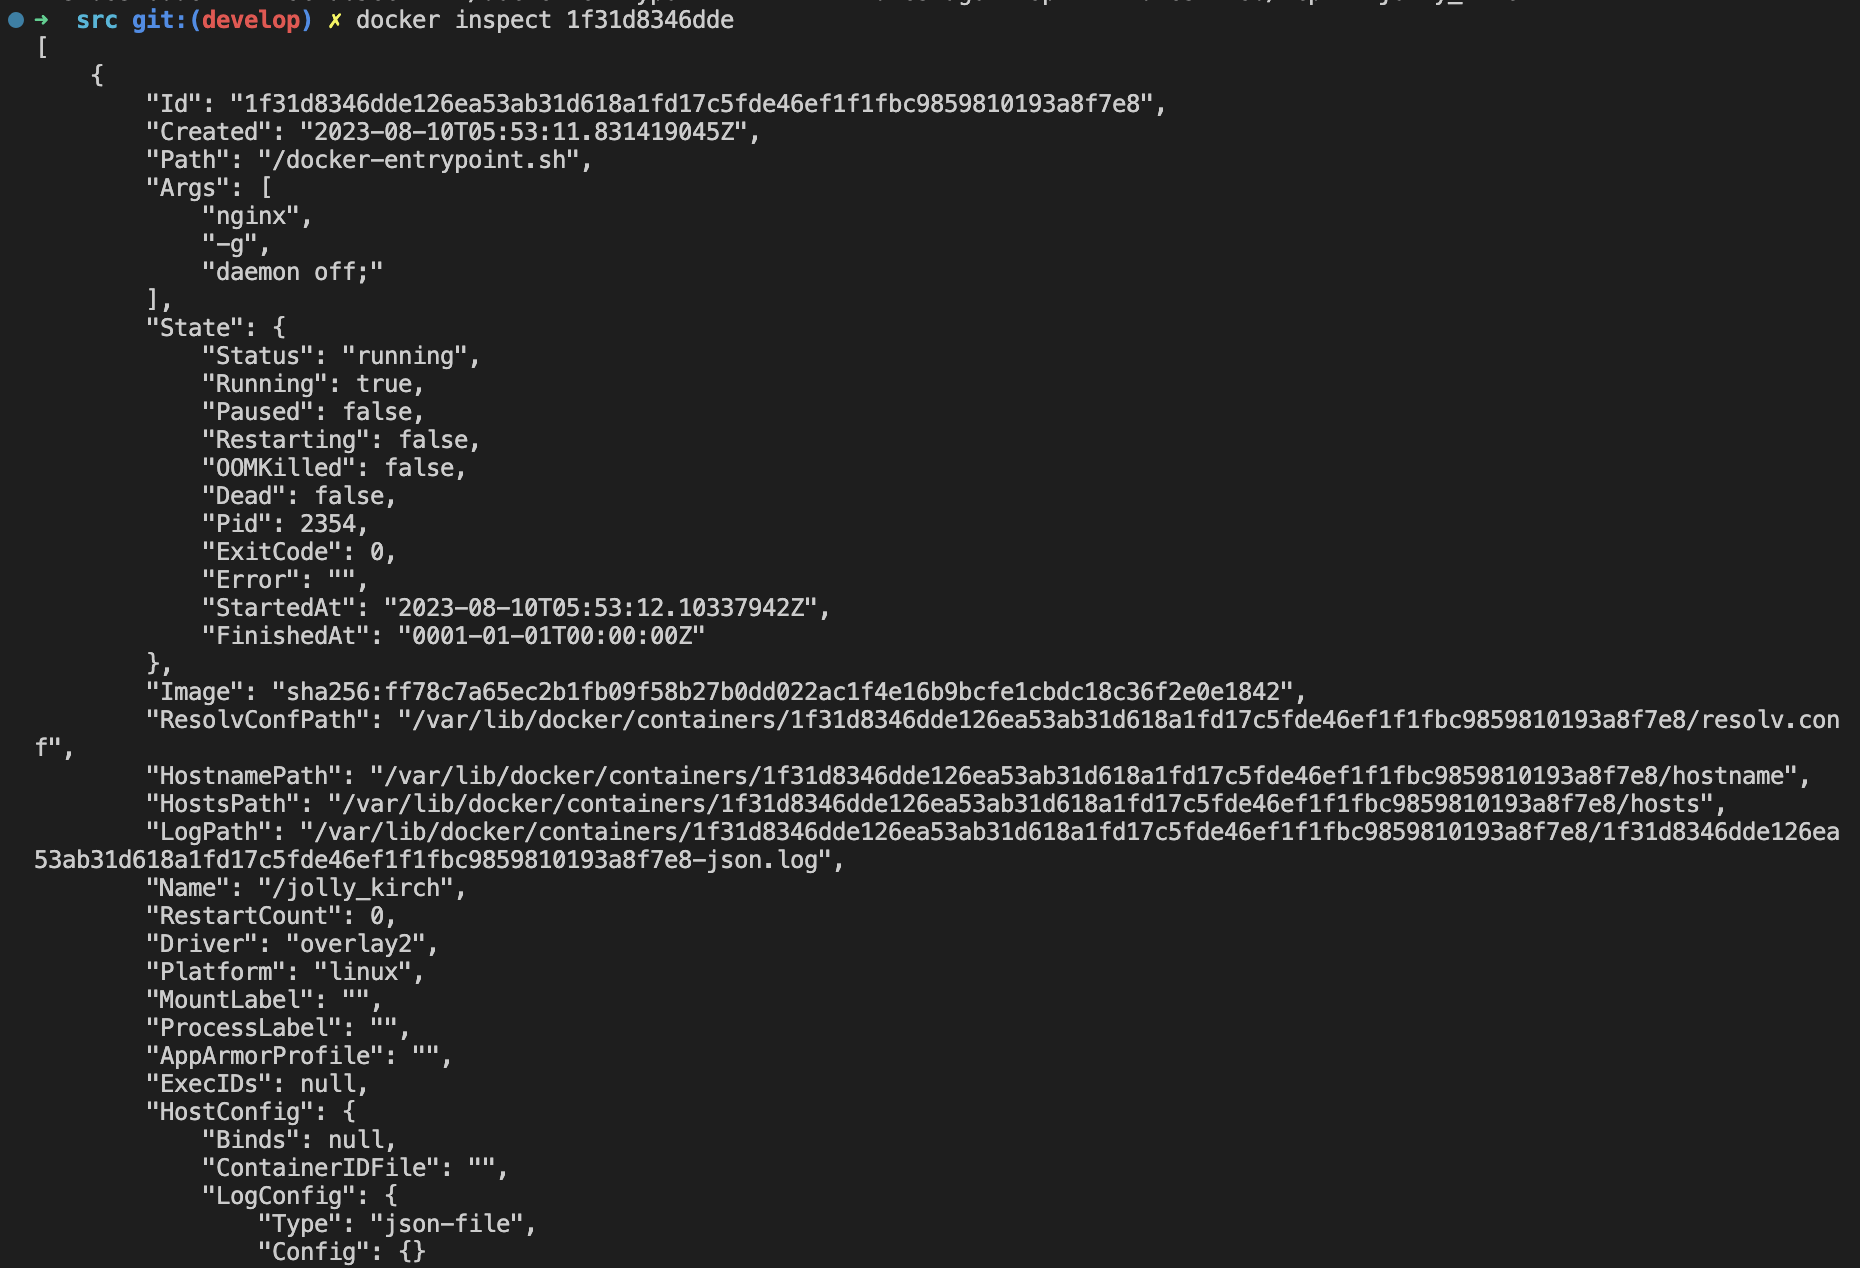 ➜ src git:(develop) ✗ docker inspect 1f31d8346dde
[
    {
        "Id": "1f31d8346dde126ea53ab31d618a1fd17c5fde46ef1f1fbc9859810193a8f7e8",
        "Created": "2023-08-10T05:53:11.831419045Z",
        "Path": "/docker-entrypoint.sh",
        "Args": [
            "nginx",
            "-g",
            "daemon off;"
        ],
        "State": {
            "Status": "running",
            "Running": true,
            "Paused": false,
            "Restarting": false,
            "OOMKilled": false,
            "Dead": false,
            "Pid": 2354,
            "ExitCode": 0,
            "Error": "",
            "StartedAt": "2023-08-10T05:53:12.10337942Z",
            "FinishedAt": "0001-01-01T00:00:00Z"
        },
        "Image": "sha256:ff78c7a65ec2b1fb09f58b27b0dd022ac1f4e16b9bcfe1cbdc18c36f2e0e1842",
        "ResolvConfPath": "/var/lib/docker/containers/1f31d8346dde126ea53ab31d618a1fd17c5fde46ef1f1fbc9859810193a8f7e8/resolv.con
f",
        "HostnamePath": "/var/lib/docker/containers/1f31d8346dde126ea53ab31d618a1fd17c5fde46ef1f1fbc9859810193a8f7e8/hostname",
        "HostsPath": "/var/lib/docker/containers/1f31d8346dde126ea53ab31d618a1fd17c5fde46ef1f1fbc9859810193a8f7e8/hosts",
        "LogPath": "/var/lib/docker/containers/1f31d8346dde126ea53ab31d618a1fd17c5fde46ef1f1fbc9859810193a8f7e8/1f31d8346dde126ea
53ab31d618a1fd17c5fde46ef1f1fbc9859810193a8f7e8-json.log",
        "Name": "/jolly_kirch",
        "RestartCount": 0,
        "Driver": "overlay2",
        "Platform": "linux",
        "MountLabel": "",
        "ProcessLabel": "",
        "AppArmorProfile": "",
        "ExecIDs": null,
        "HostConfig": {
            "Binds": null,
            "ContainerIDFile": "",
            "LogConfig": {
                "Type": "json-file",
                "Config": {}